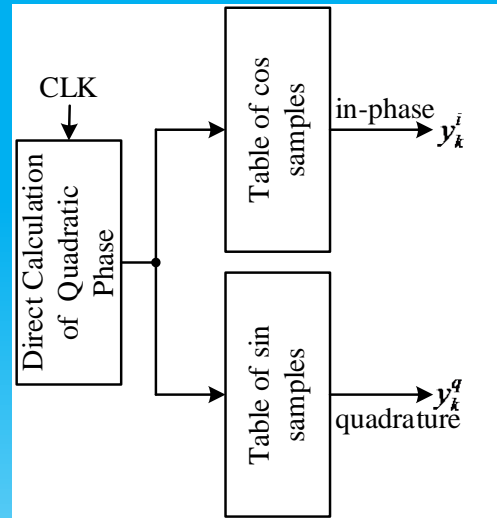 CLK
Direct Calculation
of Quadratic
Phase
Table of cos
samples
in-phase
y_k^i
Table of sin
samples
y_k^q
quadrature